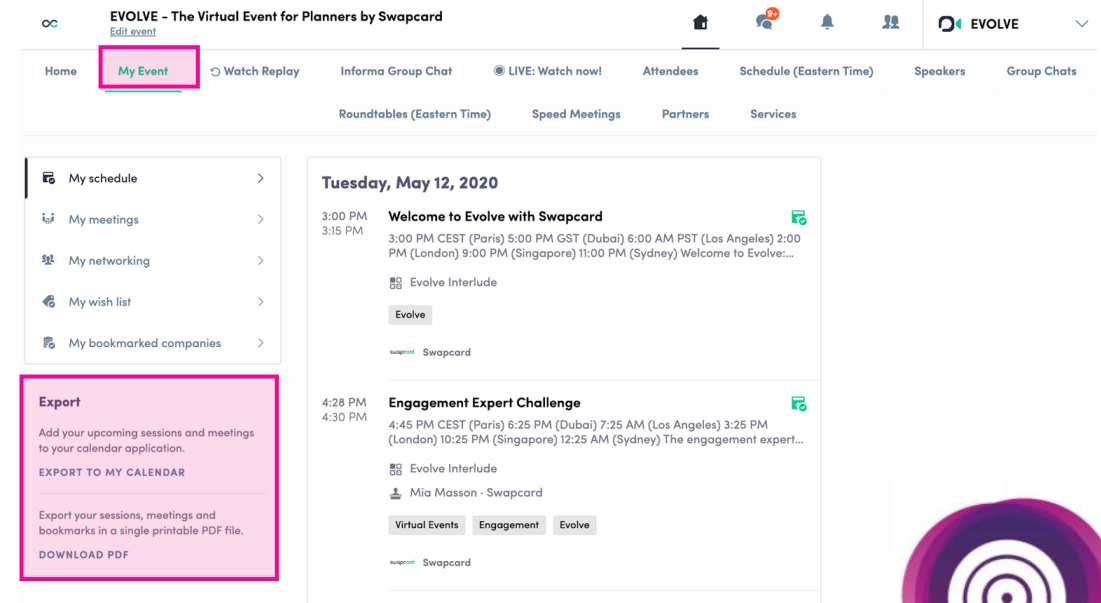 EVOLVE - The Virtual Event for Planners by Swapcard
Edit event
9+
EVOLVE
Home
My Event
Watch Replay
Informa Group Chat
LIVE: Watch now!
Attendees
Schedule (Eastern Time)
Speakers
Group Chats
Roundtables (Eastern Time)
Speed Meetings
Partners
Services
My schedule
My meetings
My networking
My wish list
My bookmarked companies
Export
Add your upcoming sessions and meetings
to your calendar application.
EXPORT TO MY CALENDAR
Export your sessions, meetings and
bookmarks in a single printable PDF file.
DOWNLOAD PDF
Tuesday, May 12, 2020
3:00 PM
3:15 PM
Welcome to Evolve with Swapcard
3:00 PM CEST (Paris) 5:00 PM GST (Dubai) 6:00 AM PST (Los Angeles) 2:00
PM (London) 9:00 PM (Singapore) 11:00 PM (Sydney) Welcome to Evolve:...
Evolve Interlude
Evolve
swapcard Swapcard
4:28 PM
4:30 PM
Engagement Expert Challenge
4:45 PM CEST (Paris) 6:25 PM (Dubai) 7:25 AM (Los Angeles) 3:25 PM
(London) 10:25 PM (Singapore) 12:25 AM (Sydney) The engagement expert...
Evolve Interlude
Mia Masson · Swapcard
Virtual Events
Engagement
Evolve
swapcard Swapcard